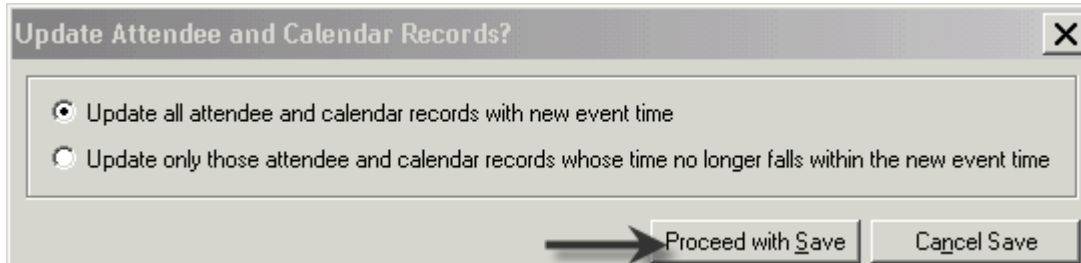 Update Attendee and Calendar Records?
Update all attendee and calendar records with new event time
Update only those attendee and calendar records whose time no longer falls within the new event time
Proceed with Save
Cancel Save